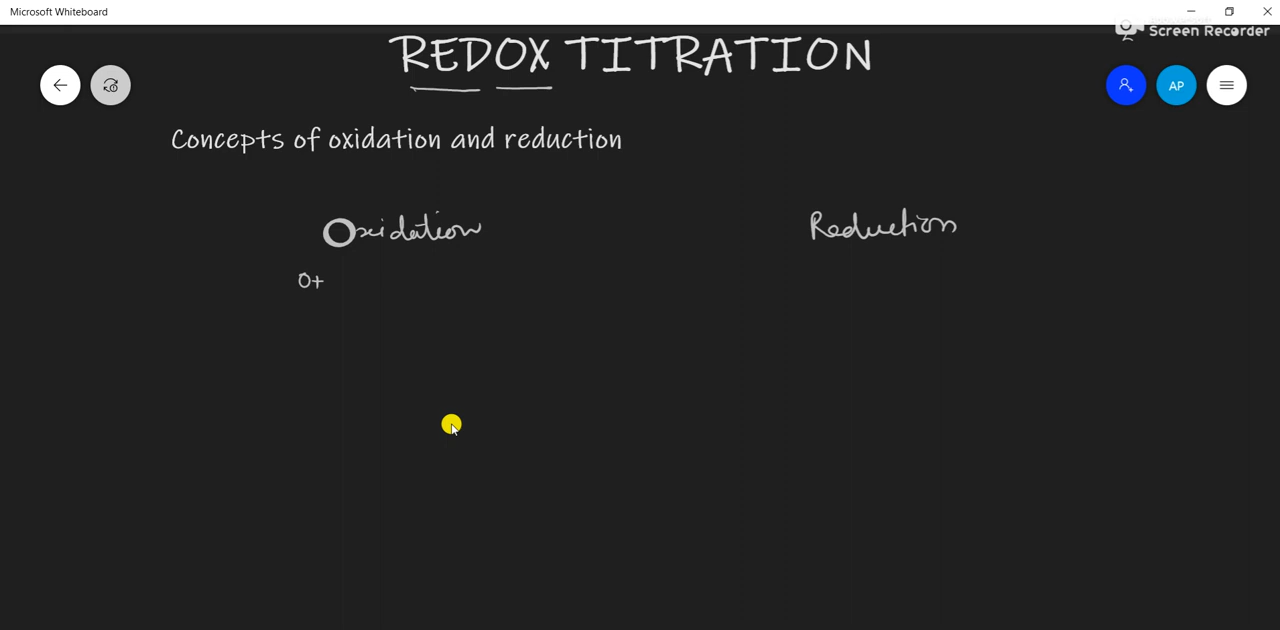 Microsoft Whiteboard
Screen Recorder
REDOX TITRATION
AP
Concepts of oxidation and reduction
Oxidation Reduction
O+